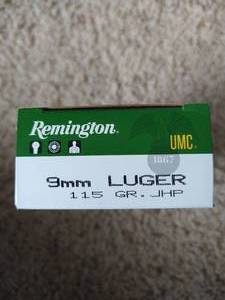 Remington
UMC
1867
9mm LUGER
115 GR. JHP